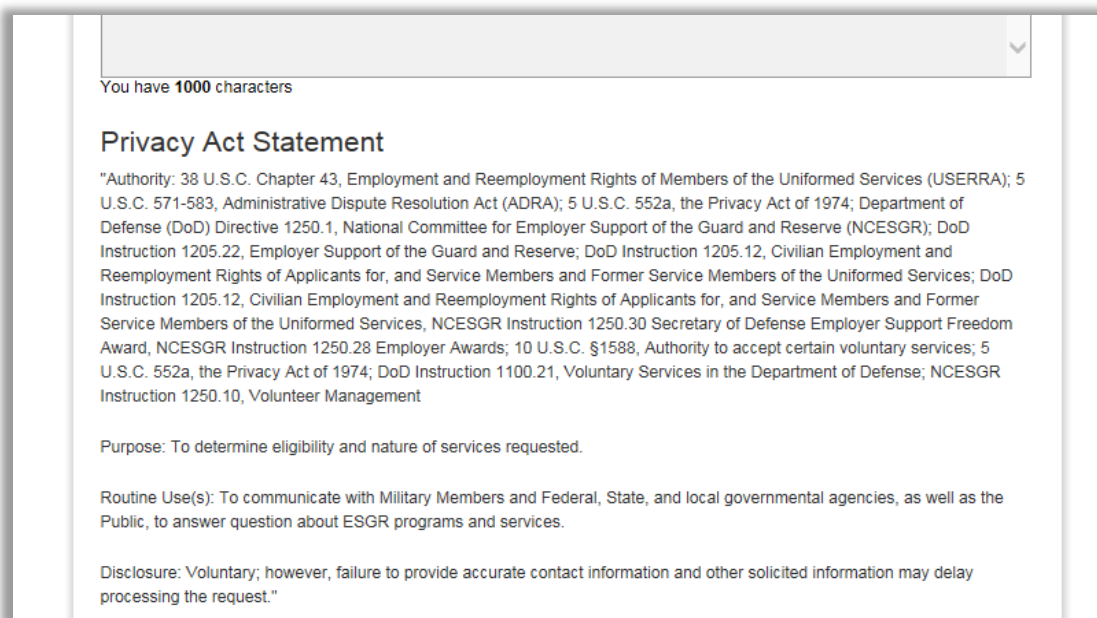 You have 1000 characters
Privacy Act Statement
"Authority: 38 U.S.C. Chapter 43, Employment and Reemployment Rights of Members of the Uniformed Services (USERRA); 5
U.S.C. 571-583, Administrative Dispute Resolution Act (ADRA); 5 U.S.C. 552a, the Privacy Act of 1974; Department of
Defense (DoD) Directive 1250.1, National Committee for Employer Support of the Guard and Reserve (NCESGR); DoD
Instruction 1205.22, Employer Support of the Guard and Reserve; DoD Instruction 1205.12, Civilian Employment and
Reemployment Rights of Applicants for, and Service Members and Former Service Members of the Uniformed Services; DoD
Instruction 1205.12, Civilian Employment and Reemployment Rights of Applicants for, and Service Members and Former
Service Members of the Uniformed Services, NCESGR Instruction 1250.30 Secretary of Defense Employer Support Freedom
Award, NCESGR Instruction 1250.28 Employer Awards; 10 U.S.C. §1588, Authority to accept certain voluntary services; 5
U.S.C. 552a, the Privacy Act of 1974; DoD Instruction 1100.21, Voluntary Services in the Department of Defense; NCESGR
Instruction 1250.10, Volunteer Management
Purpose: To determine eligibility and nature of services requested.
Routine Use(s): To communicate with Military Members and Federal, State, and local governmental agencies, as well as the
Public, to answer question about ESGR programs and services.
Disclosure: Voluntary; however, failure to provide accurate contact information and other solicited information may delay
processing the request."